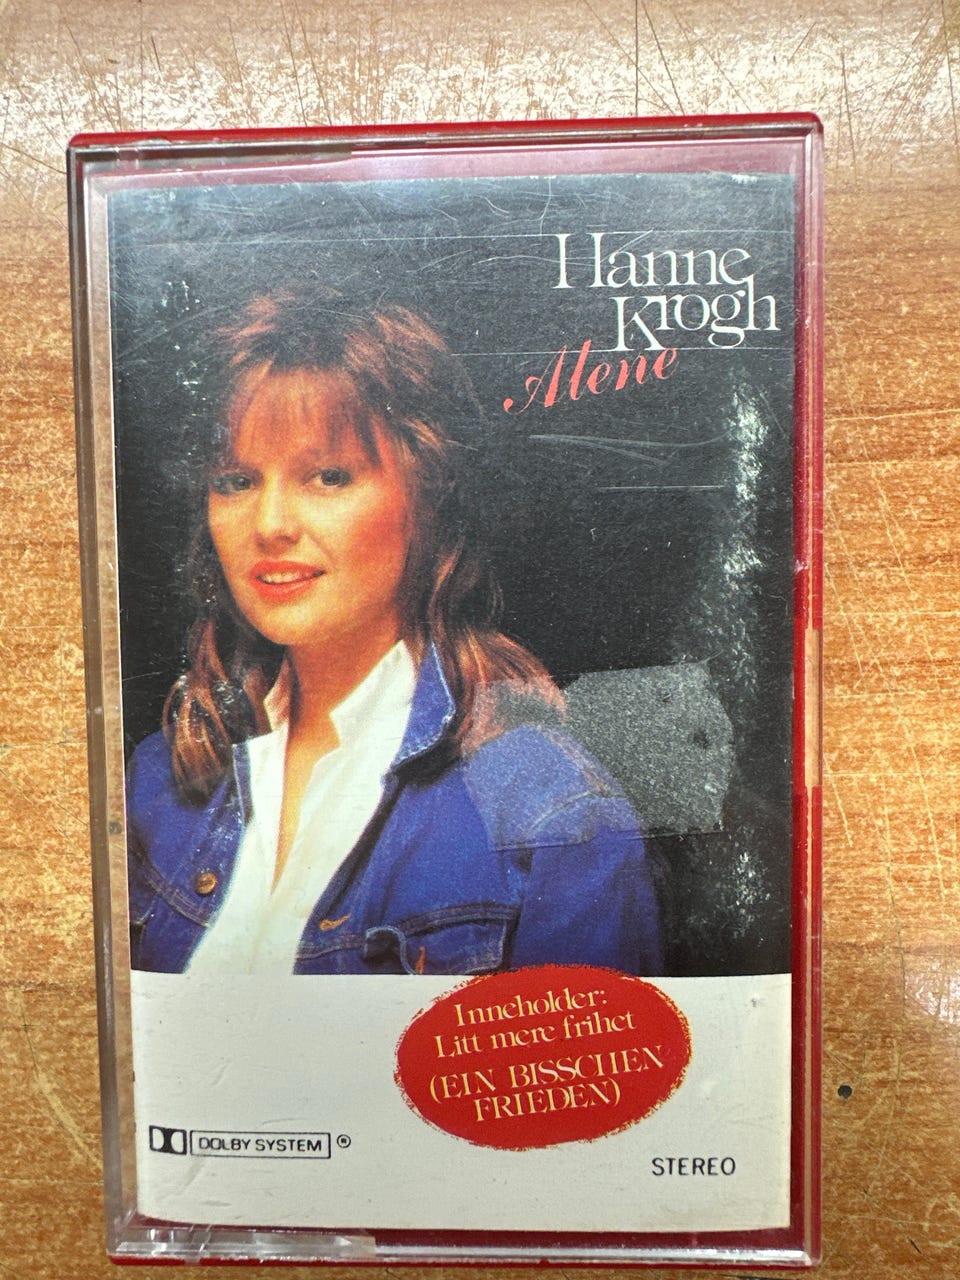 Hanne
Krogh
Alene
Inneholder:
Litt mere frihet
(EIN BISSCHEN
FRIEDEN)
DOLBY SYSTEM ®
STEREO